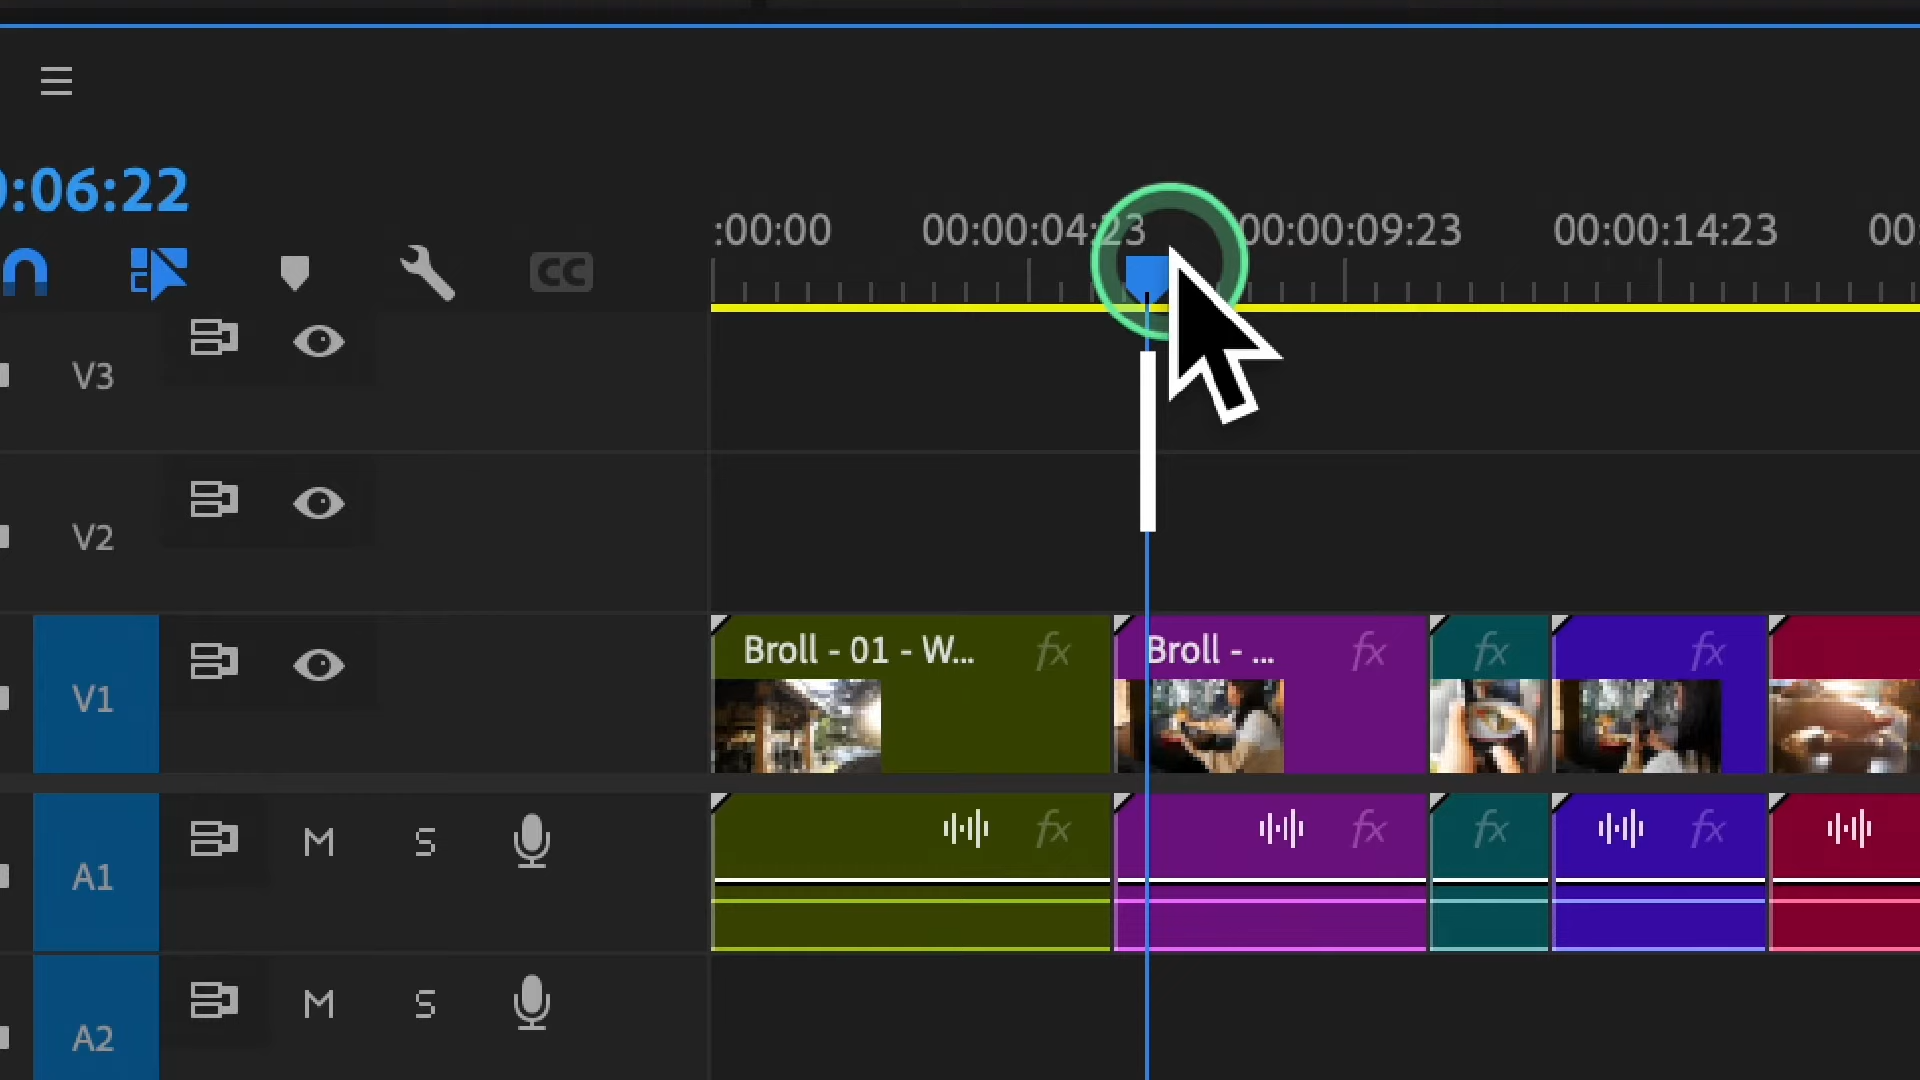 0:06:22
:00:00 00:00:04:23 00:00:09:23 00:00:14:23 00:
CC
V3
V2
V1 Broll - 01 - W... fx Broll - ... fx fx fx
A1 M S fx fx fx fx
A2 M S